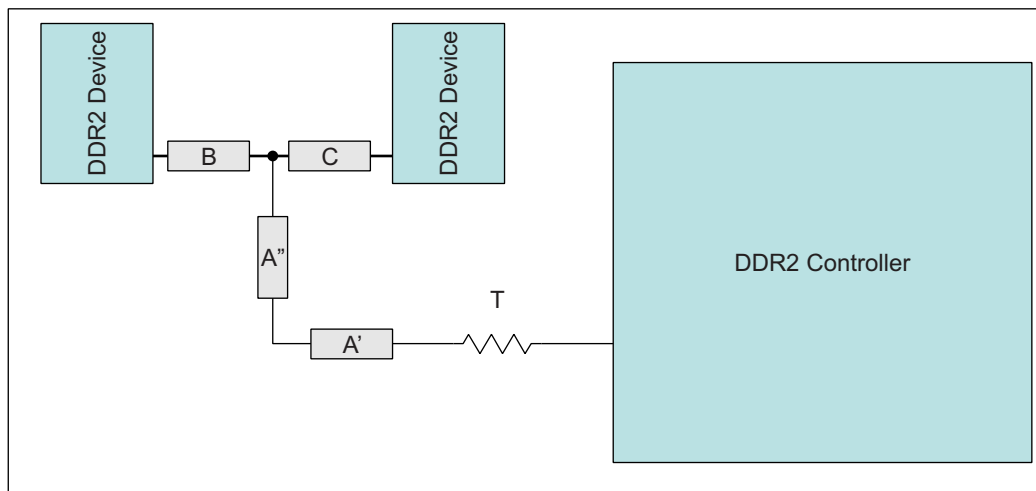 DDR2 Device
DDR2 Device
B
C
A”
DDR2 Controller
T
A’